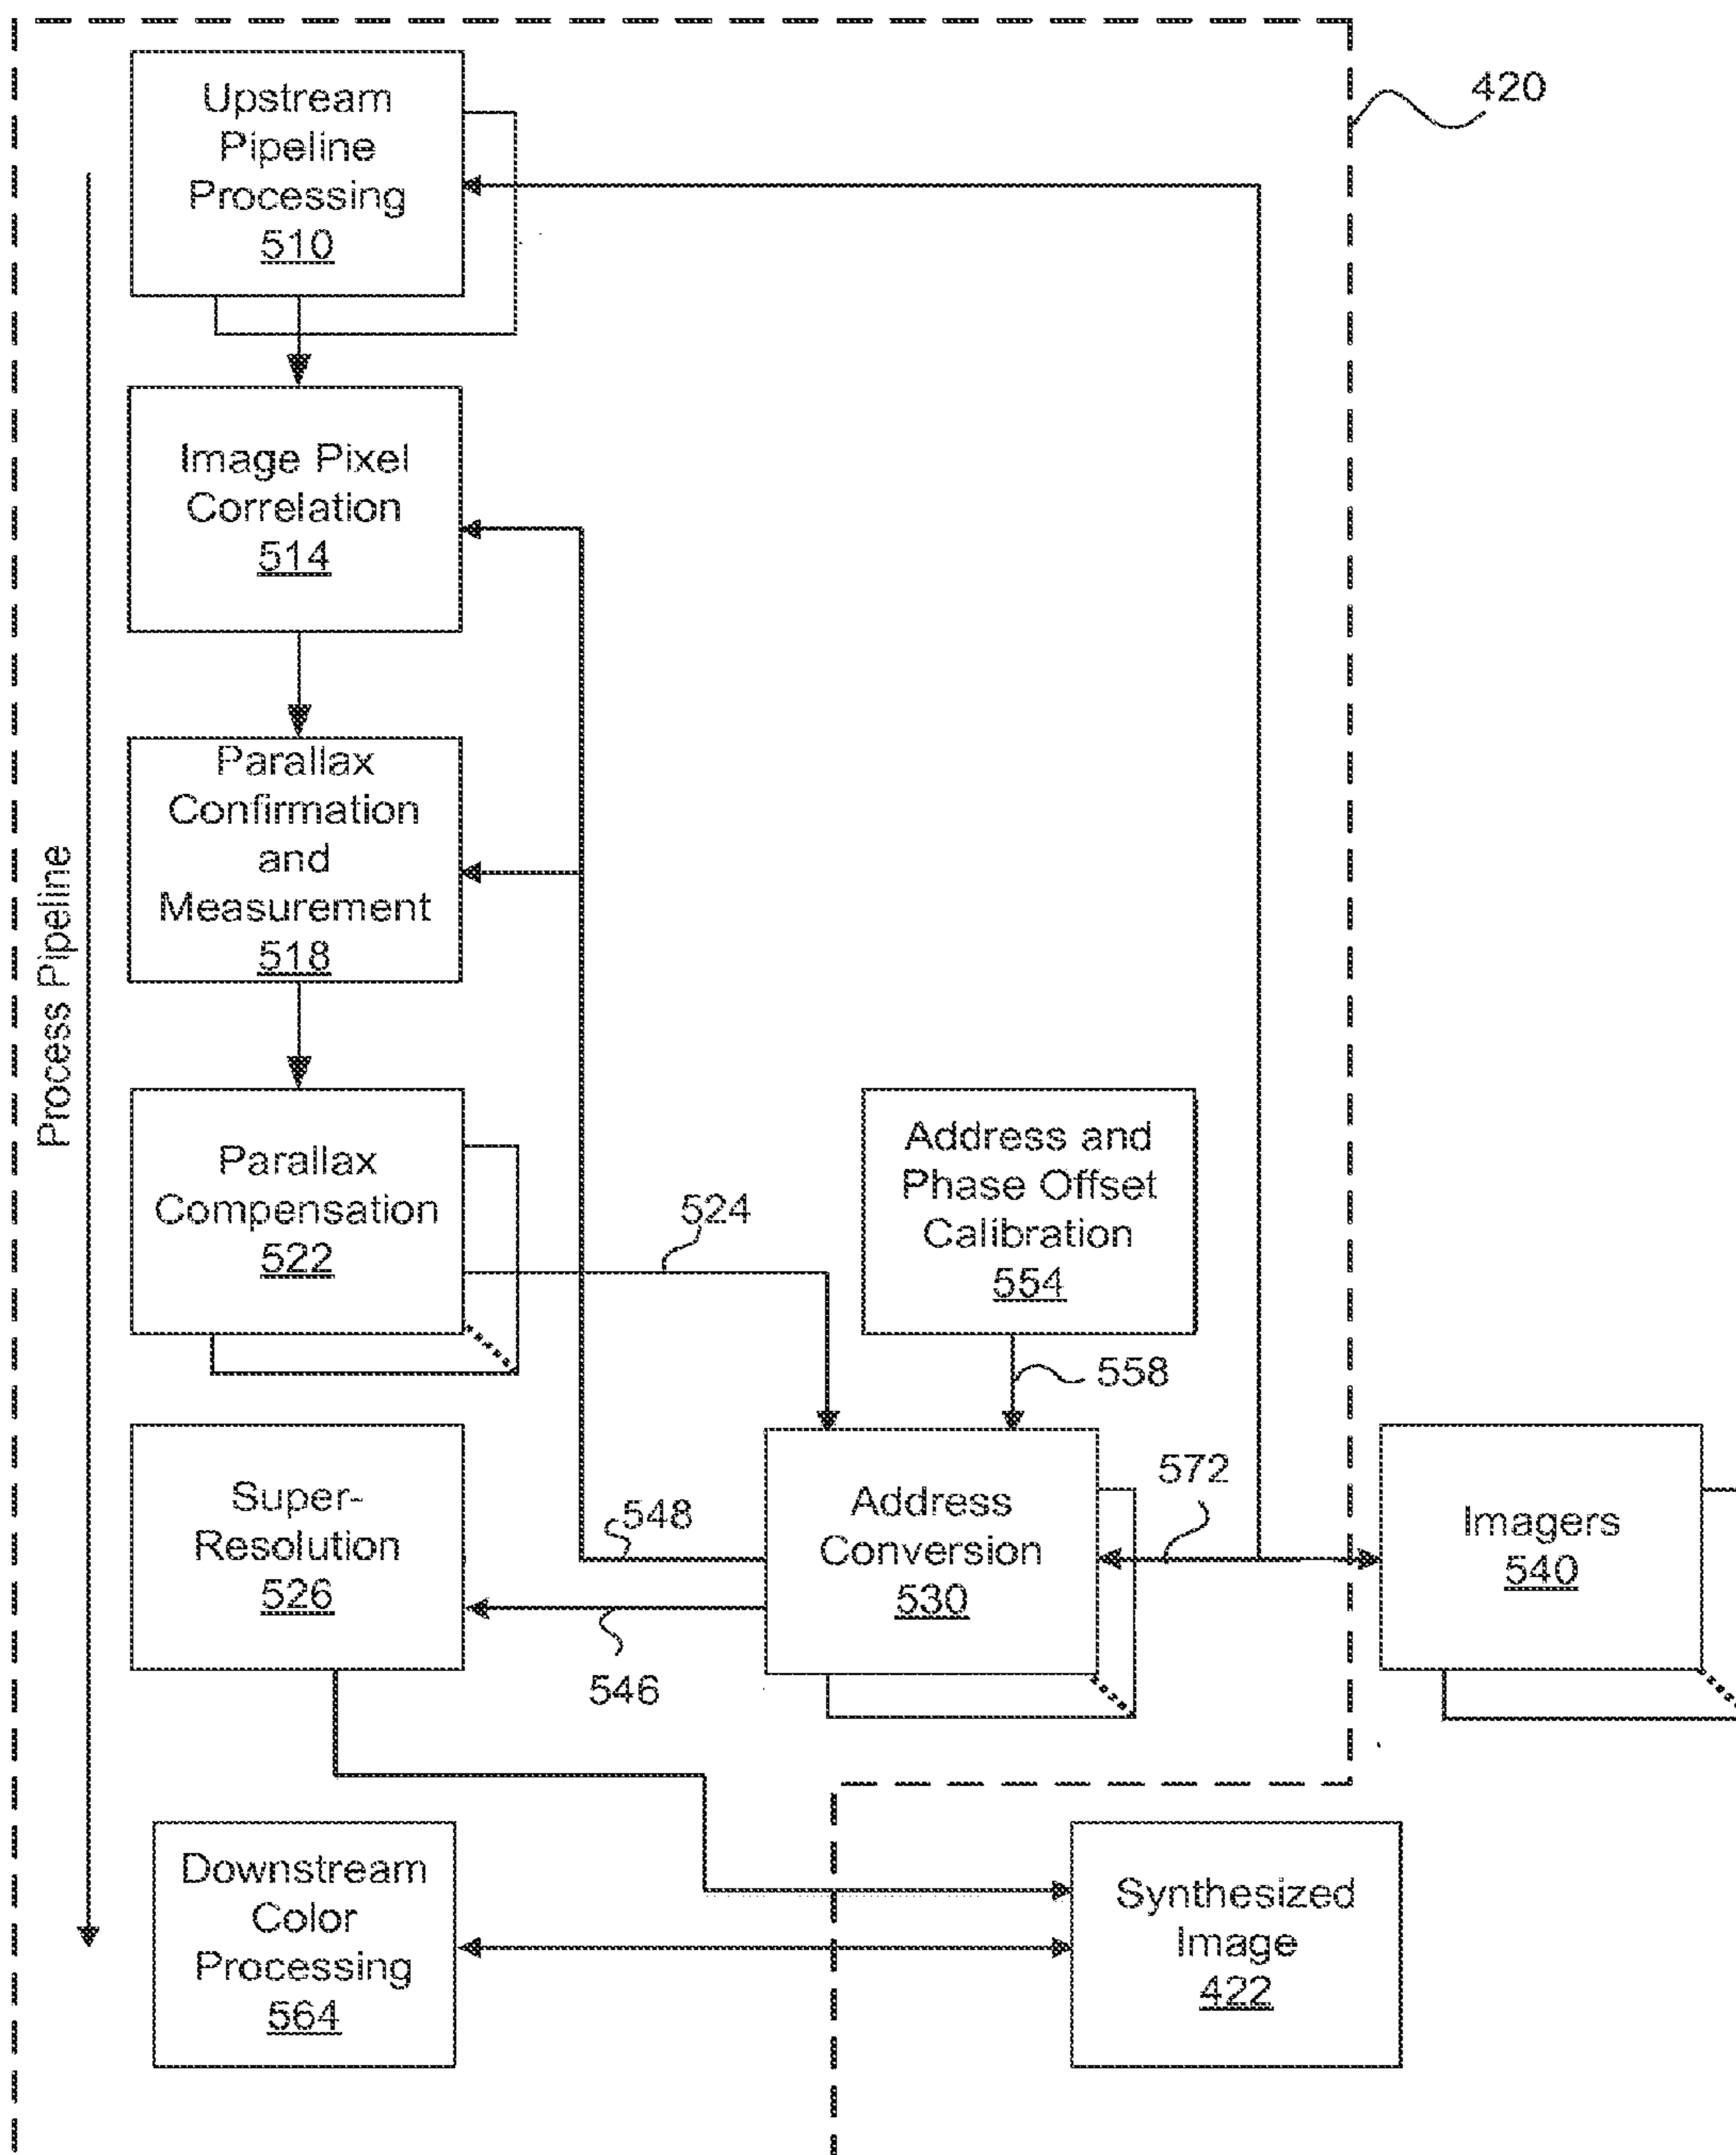 420
Upstream
Pipeline
Processing
510
Image Pixel
Correlation
514
Parallax
Confirmation
and
Measurement
518
Process Pipeline
Parallax
Compensation
522
524
Address and
Phase Offset
Calibration
554
558
Super-
Resolution
526
548
546
Address
Conversion
530
572
Imagers
540
Downstream
Color
Processing
564
Synthesized
Image
422